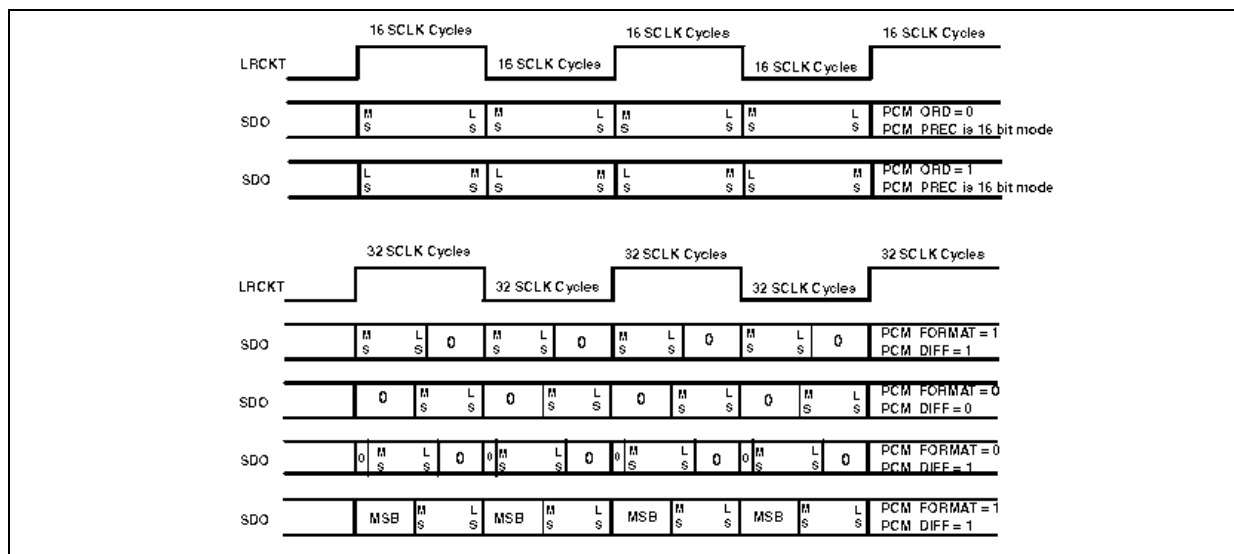 16 SCLK Cycles 16 SCLK Cycles 16 SCLK Cycles
LRCKT 16 SCLK Cycles 16 SCLK Cycles
SDO M L M L M L M L PCM ORD = 0
S S S S S S S S PCM PREC is 16 bit mode
SDO L M L M L M L M PCM ORD = 1
S S S S S S S S PCM PREC is 16 bit mode
32 SCLK Cycles 32 SCLK Cycles 32 SCLK Cycles
LRCKT 32 SCLK Cycles 32 SCLK Cycles
SDO M L 0 M L 0 M L 0 M L 0 PCM FORMAT = 1
S S S S S S S S PCM DIFF = 1
SDO 0 M L 0 M L 0 M L 0 M L PCM FORMAT = 0
S S S S S S S S PCM DIFF = 0
SDO 0 M L 0 0 M L 0 0 M L 0 0 M L 0 PCM FORMAT = 0
S S S S S S S S PCM DIFF = 1
SDO MSB M L MSB M L MSB M L MSB M L PCM FORMAT = 1
S S S S S S S S PCM DIFF = 1